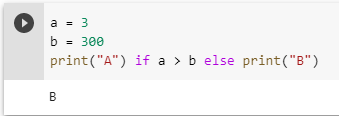 a = 3
b = 300
print("A") if a > b else print("B")
B